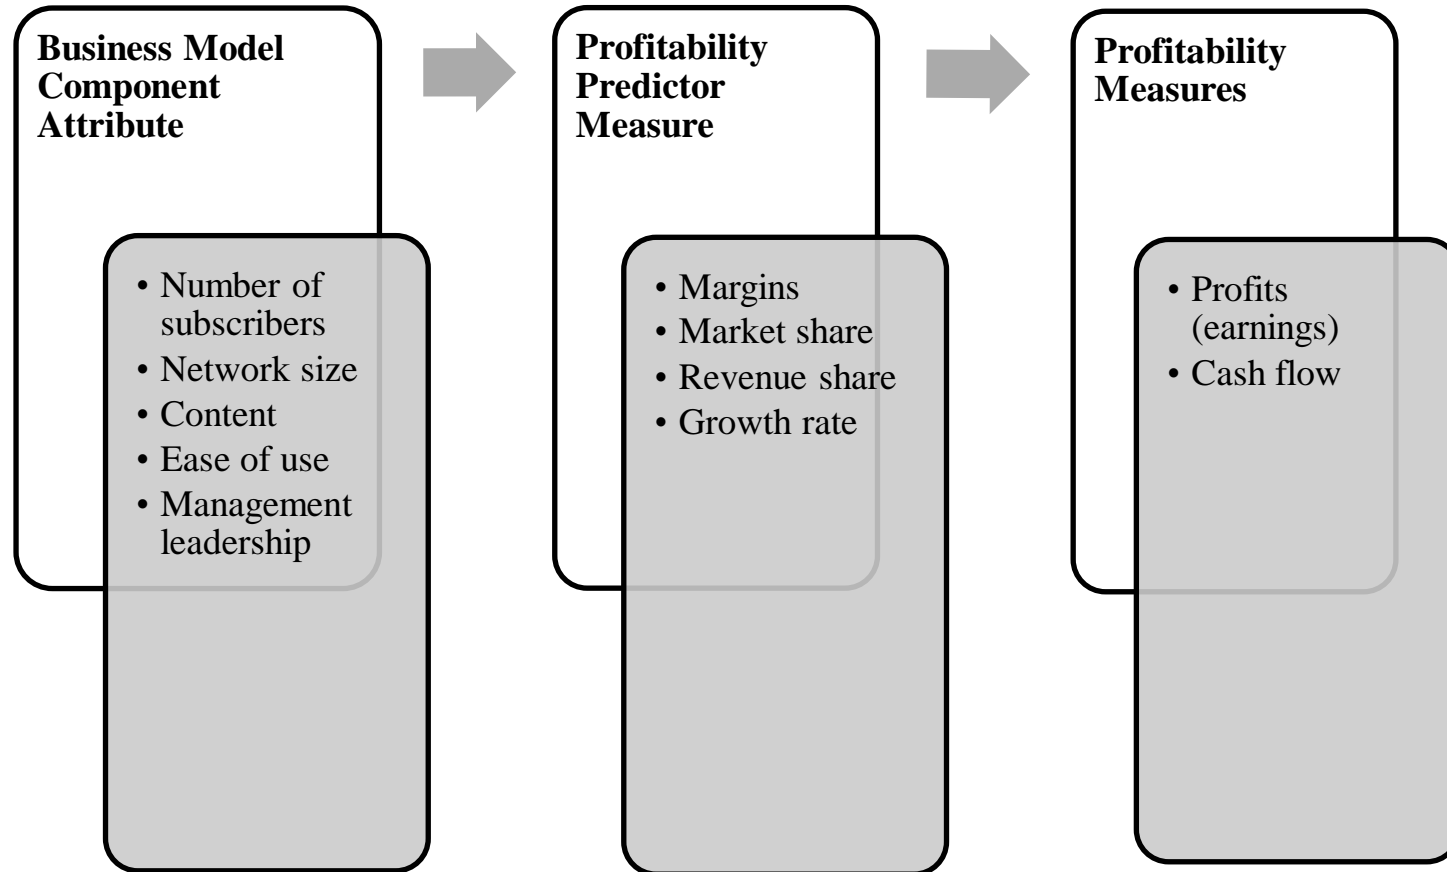 Business Model
Component
Attribute
• Number of
subscribers
• Network size
• Content
• Ease of use
• Management
leadership
Profitability
Predictor
Measure
• Margins
• Market share
• Revenue share
• Growth rate
Profitability
Measures
• Profits
(earnings)
• Cash flow